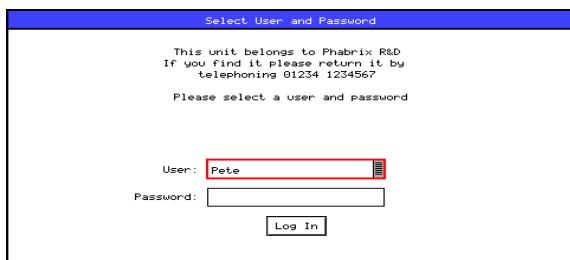 Select User and Password
This unit belongs to Phabrix R&D
If you find it please return it by
telephoning 01234 1234567
Please select a user and password
User: Pete
Password:
Log In